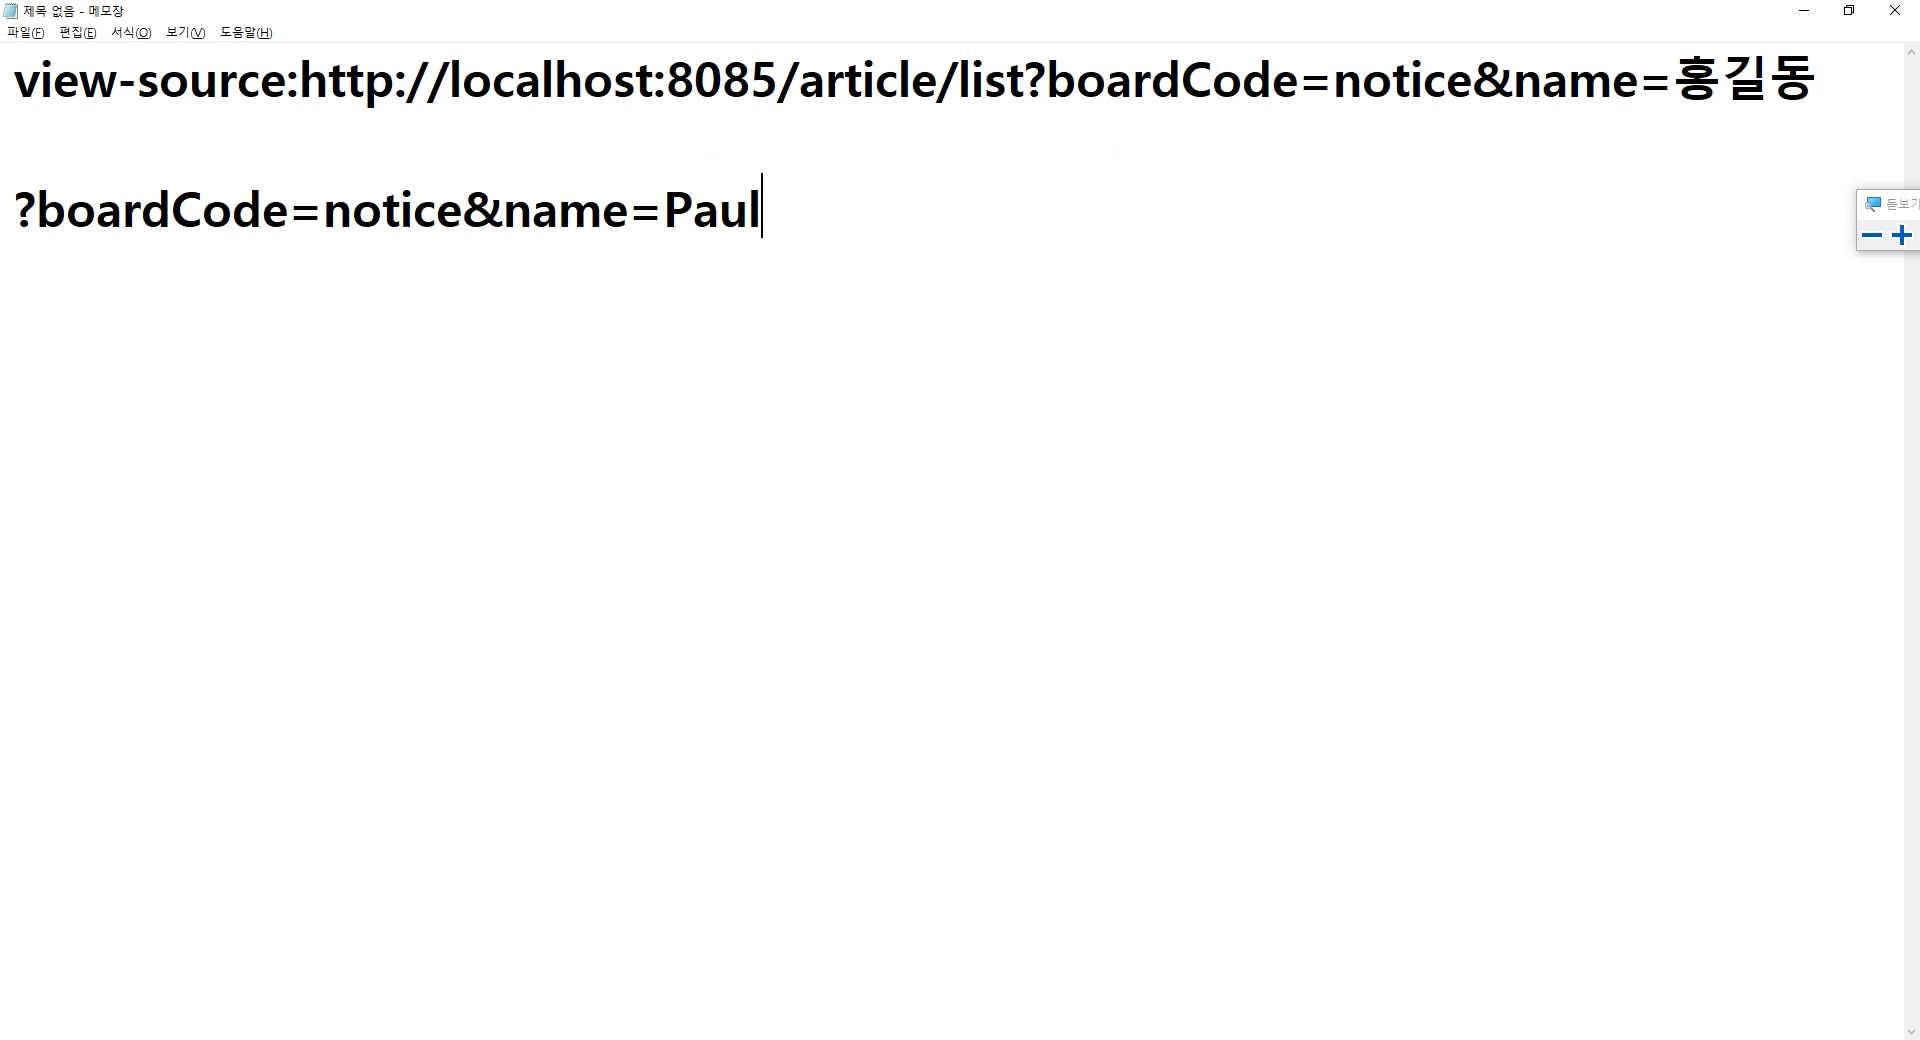 제목 없음 - 메모장
파일(F) 편집(E) 서식(O) 보기(V) 도움말(H)
view-source:http://localhost:8085/article/list?boardCode=notice&name=홍길동
?boardCode=notice&name=Paul
돋보기